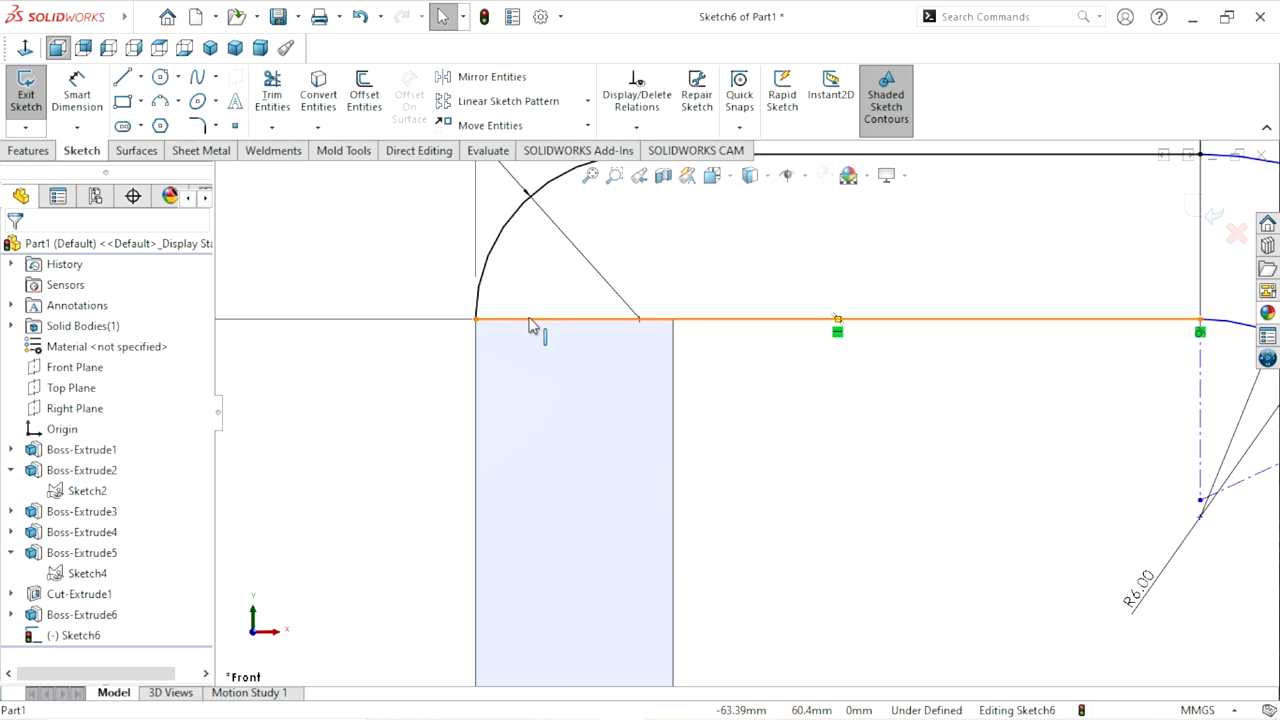 SOLIDWORKS
Sketch6 of Part1 *
Search Commands
Exit Sketch
Smart Dimension
Trim Entities
Convert Entities
Offset Entities
Offset On Surface
Mirror Entities
Linear Sketch Pattern
Move Entities
Display/Delete Relations
Repair Sketch
Quick Snaps
Rapid Sketch
Instant2D
Shaded Sketch Contours
Features
Sketch
Surfaces
Sheet Metal
Weldments
Mold Tools
Direct Editing
Evaluate
SOLIDWORKS Add-Ins
SOLIDWORKS CAM
Part1 (Default) <<Default>_Display Sta
History
Sensors
Annotations
Solid Bodies(1)
Material <not specified>
Front Plane
Top Plane
Right Plane
Origin
Boss-Extrude1
Boss-Extrude2
Sketch2
Boss-Extrude3
Boss-Extrude4
Boss-Extrude5
Sketch4
Cut-Extrude1
Boss-Extrude6
(-) Sketch6
R6.00
Y
X
*Front
Model
3D Views
Motion Study 1
Part1
-63.39mm
60.4mm
0mm
Under Defined
Editing Sketch6
MMGS